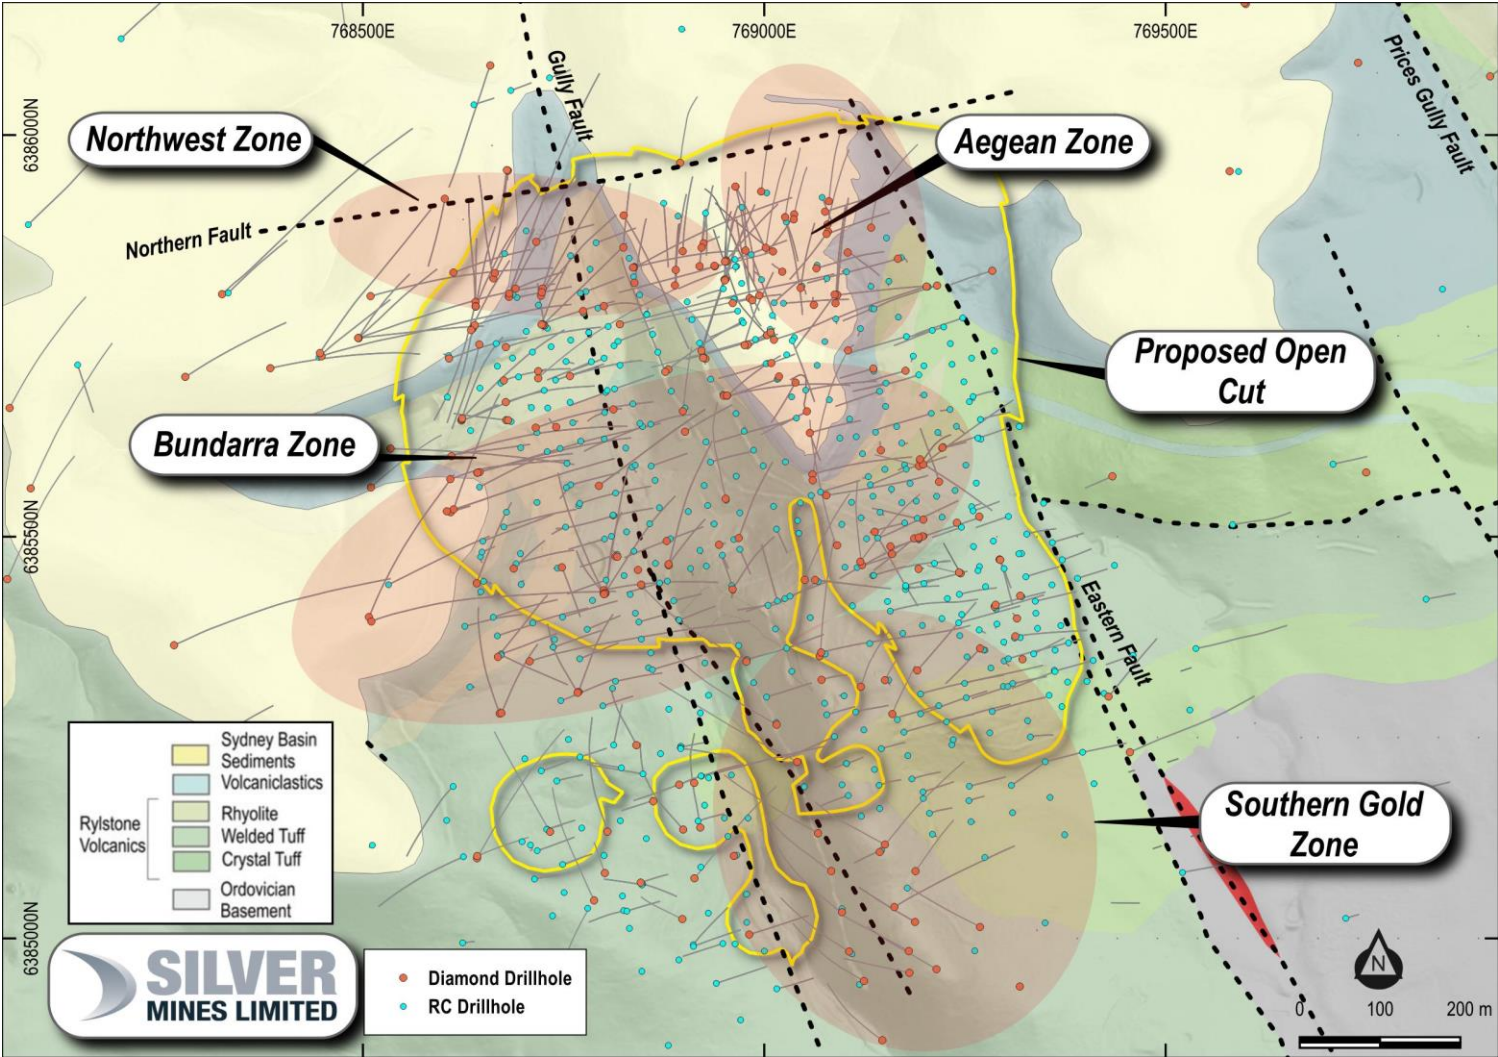 768500E
769000E
769500E
6386000N
6385500N
6385000N
Gully Fault
Prices Gully Fault
Northwest Zone
Aegean Zone
Northern Fault
Proposed Open
Cut
Bundarra Zone
Eastern Fault
Southern Gold
Zone
Sydney Basin
Sediments
Volcaniclastics
Rylstone
Volcanics
Rhyolite
Welded Tuff
Crystal Tuff
Ordovician
Basement
SILVER
MINES LIMITED
Diamond Drillhole
RC Drillhole
N
0 100 200 m